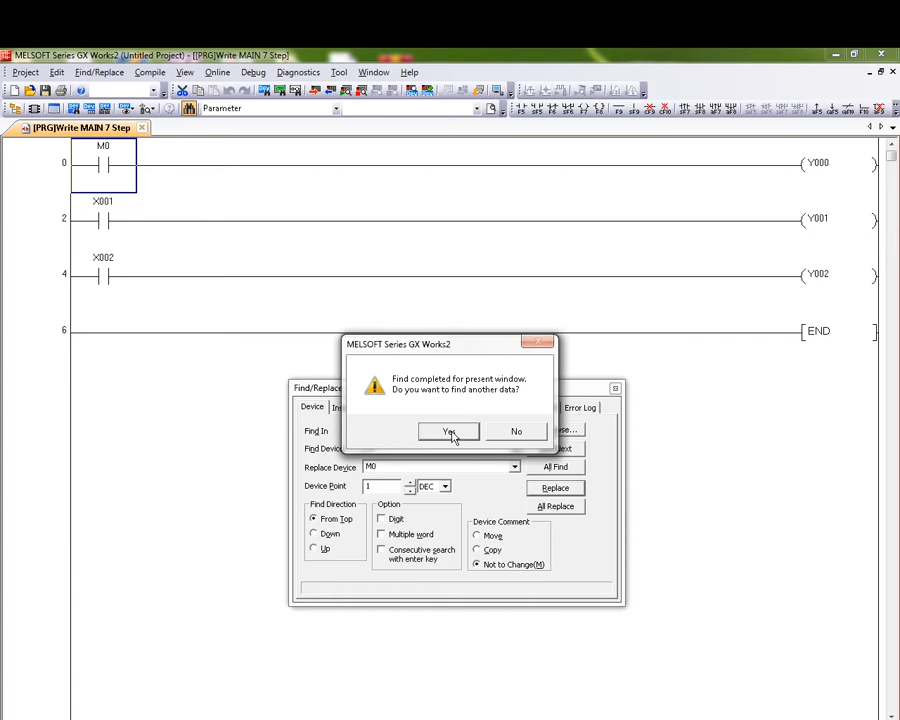 MELSOFT Series GX Works2 (Untitled Project) - [[PRG]Write MAIN 7 Step]
Project Edit Find/Replace Compile View Online Debug Diagnostics Tool Window Help
Parameter
[PRG]Write MAIN 7 Step
M0
0 Y000
X001
2 Y001
X002
4 Y002
6 END
MELSOFT Series GX Works2
Find completed for present window.
Do you want to find another data?
Yes No
Find/Replace
Device Error Log
Find In
Find Device
Replace Device M0 All Find
Device Point 1 DEC Replace
All Replace
Find Direction Option
From Top Digit Device Comment
Down Multiple word Move
Up Consecutive search with enter key Copy
Not to Change(M)